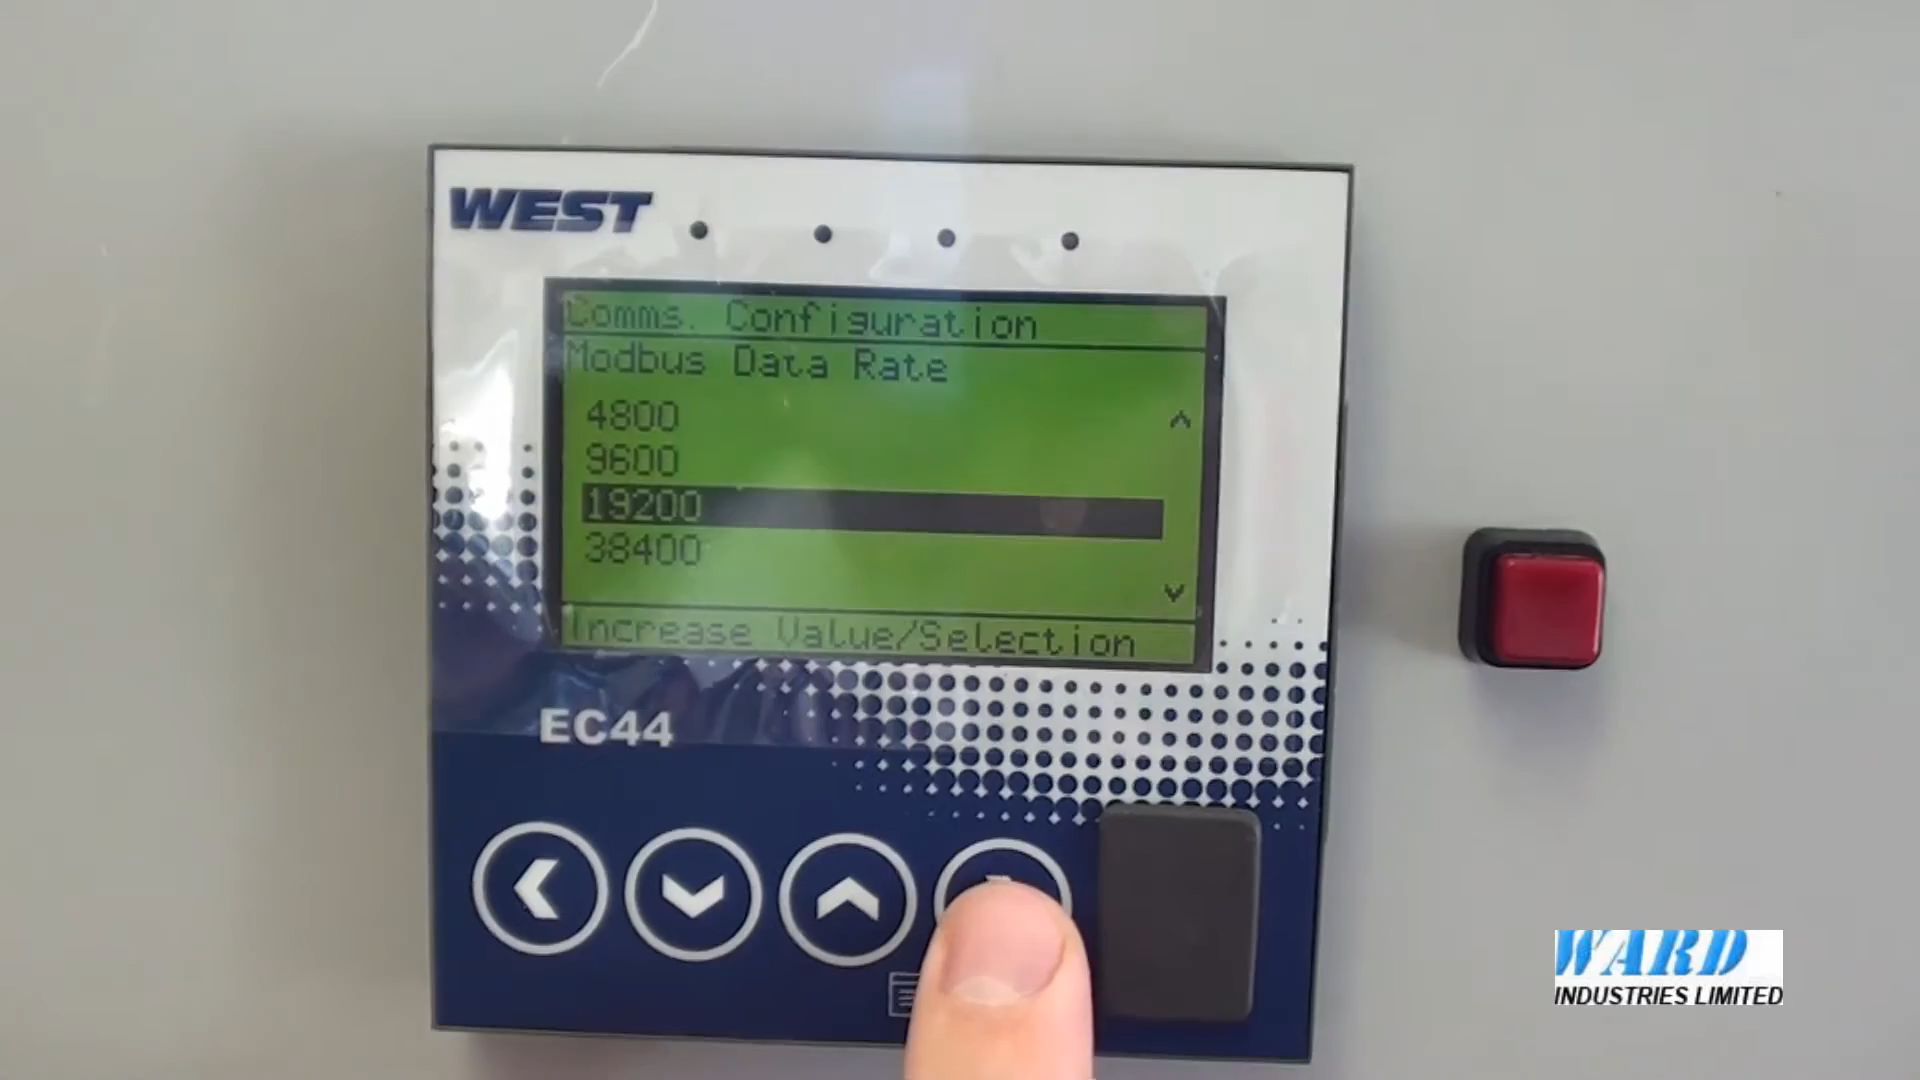 WEST
Comms. Configuration
Modbus Data Rate
4800
9600
19200
38400
Increase Value/Selection
EC44
WARD
INDUSTRIES LIMITED